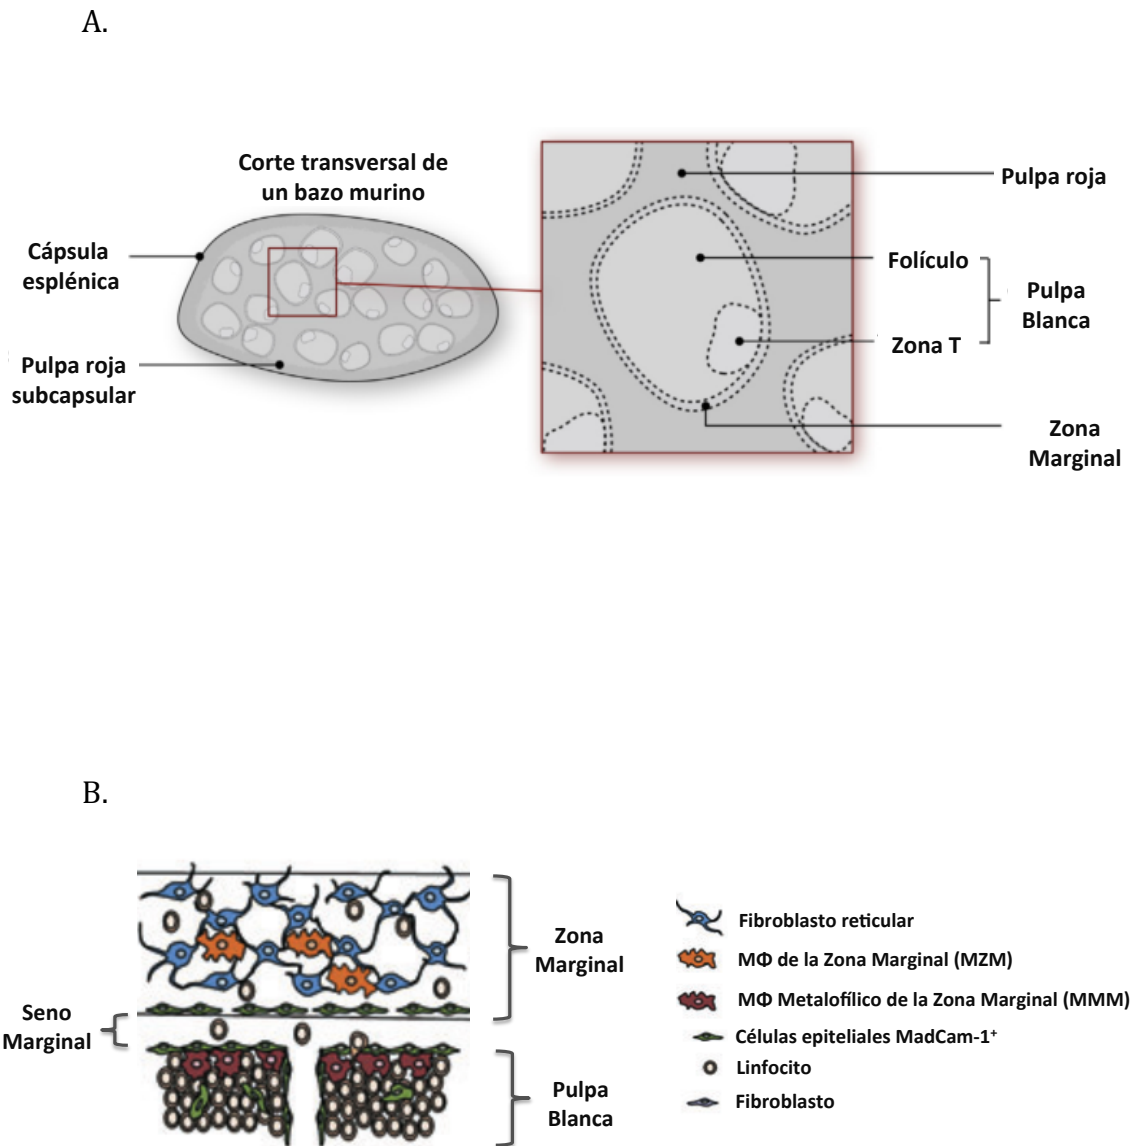 A.
Corte transversal de
un bazo murino
Cápsula
esplénica
Pulpa roja
subcapsular
Pulpa roja
Folículo
Zona T
Pulpa
Blanca
Zona
Marginal
B.
Zona
Marginal
Seno
Marginal
Pulpa
Blanca
Fibroblasto reticular
MΦ de la Zona Marginal (MZM)
MΦ Metalofílico de la Zona Marginal (MMM)
Células epiteliales MadCam-1⁺
Linfocito
Fibroblasto